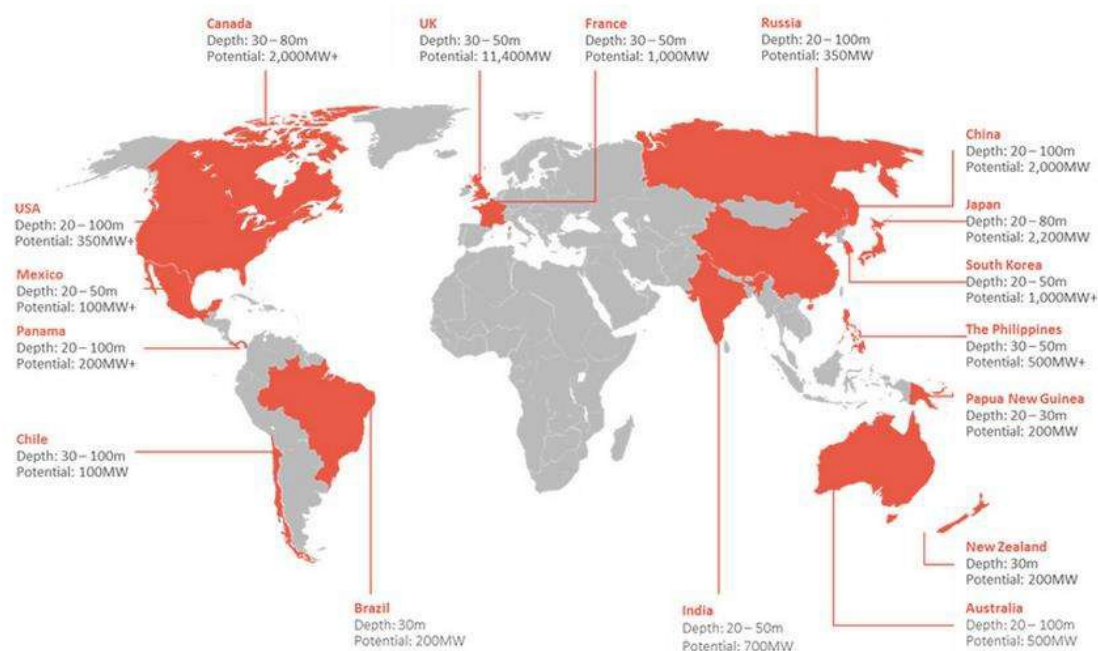 Canada
Depth: 30 – 80m
Potential: 2,000MW+
UK
Depth: 30 – 50m
Potential: 11,400MW
France
Depth: 30 – 50m
Potential: 1,000MW
Russia
Depth: 20 – 100m
Potential: 350MW
China
Depth: 20 – 100m
Potential: 2,000MW
Japan
Depth: 20 – 80m
Potential: 2,200MW
South Korea
Depth: 20 – 50m
Potential: 1,000MW+
The Philippines
Depth: 30 – 50m
Potential: 500MW+
Papua New Guinea
Depth: 20 – 30m
Potential: 200MW
New Zealand
Depth: 30m
Potential: 200MW
Australia
Depth: 20 – 100m
Potential: 500MW
USA
Depth: 20 – 100m
Potential: 350MW+
Mexico
Depth: 20 – 50m
Potential: 100MW+
Panama
Depth: 20 – 100m
Potential: 200MW+
Chile
Depth: 30 – 100m
Potential: 100MW
Brazil
Depth: 30m
Potential: 200MW
India
Depth: 20 – 50m
Potential: 700MW